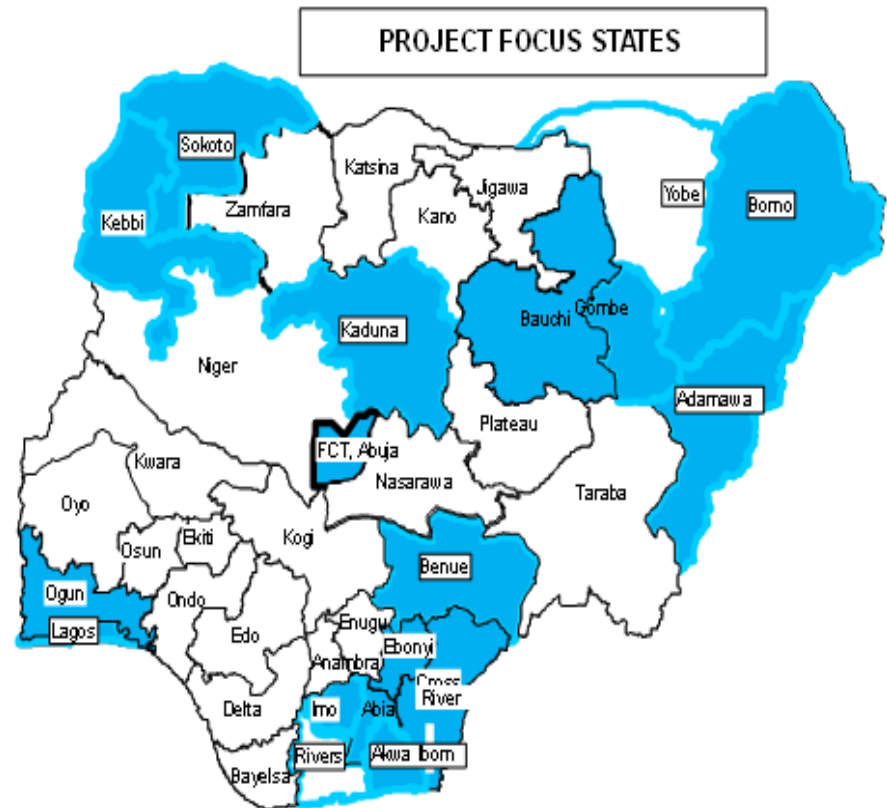 PROJECT FOCUS STATES
Sokoto
Katsina
Jigawa
Yobe
Borno
Kebbi
Zamfara
Kano
Bauchi
Gombe
Kaduna
Niger
Adamawa
FCT, Abuja
Plateau
Nasarawa
Taraba
Kwara
Oyo
Kogi
Osun
Ekiti
Benue
Ogun
Ondo
Lagos
Edo
Enugu
Ebonyi
Anambra
Cross
River
Delta
Imo
Abia
Rivers
Akwa Ibom
Bayelsa